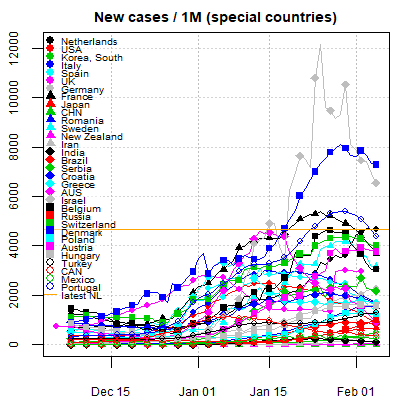 New cases / 1M (special countries)
12000
10000
8000
6000
4000
2000
0
Netherlands
USA
Korea, South
Italy
Spain
UK
Germany
France
Japan
CHN
Romania
Sweden
New Zealand
Iran
India
Brazil
Serbia
Croatia
Greece
AUS
Israel
Belgium
Russia
Switzerland
Denmark
Poland
Austria
Hungary
Turkey
CAN
Mexico
Portugal
latest NL
Dec 15
Jan 01
Jan 15
Feb 01